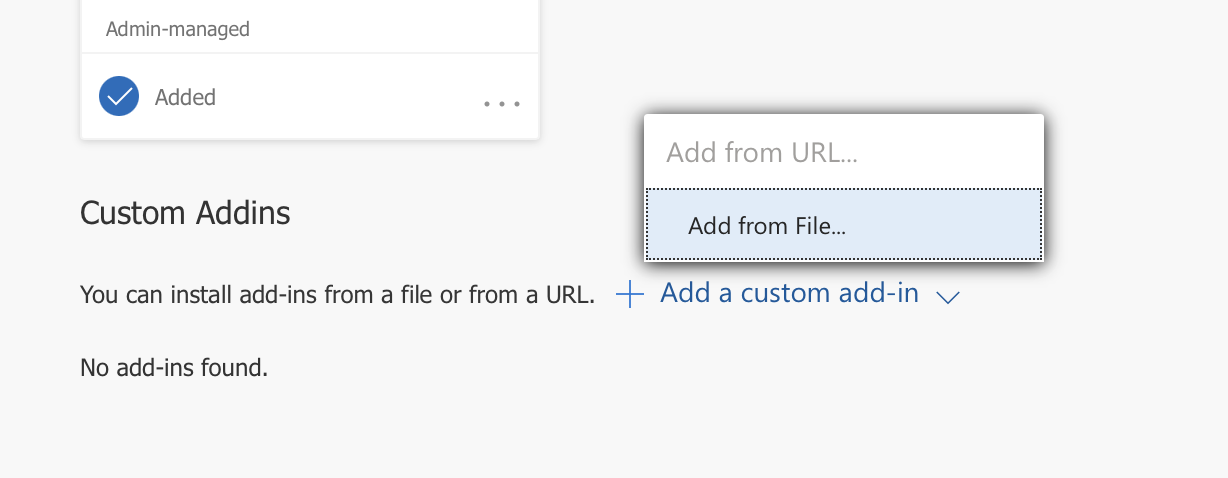 Admin-managed
Added
Custom Addins
Add from URL...
Add from File...
You can install add-ins from a file or from a URL. Add a custom add-in
No add-ins found.